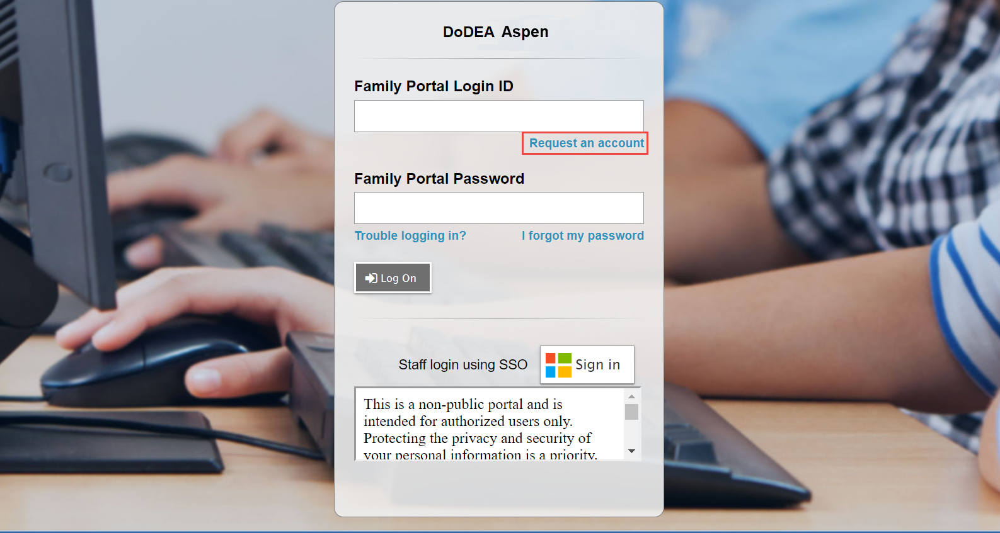 DoDEA Aspen
Family Portal Login ID
Request an account
Family Portal Password
Trouble logging in? I forgot my password
Log On
Staff login using SSO Sign in
This is a non-public portal and is
intended for authorized users only.
Protecting the privacy and security of
your personal information is a priority.